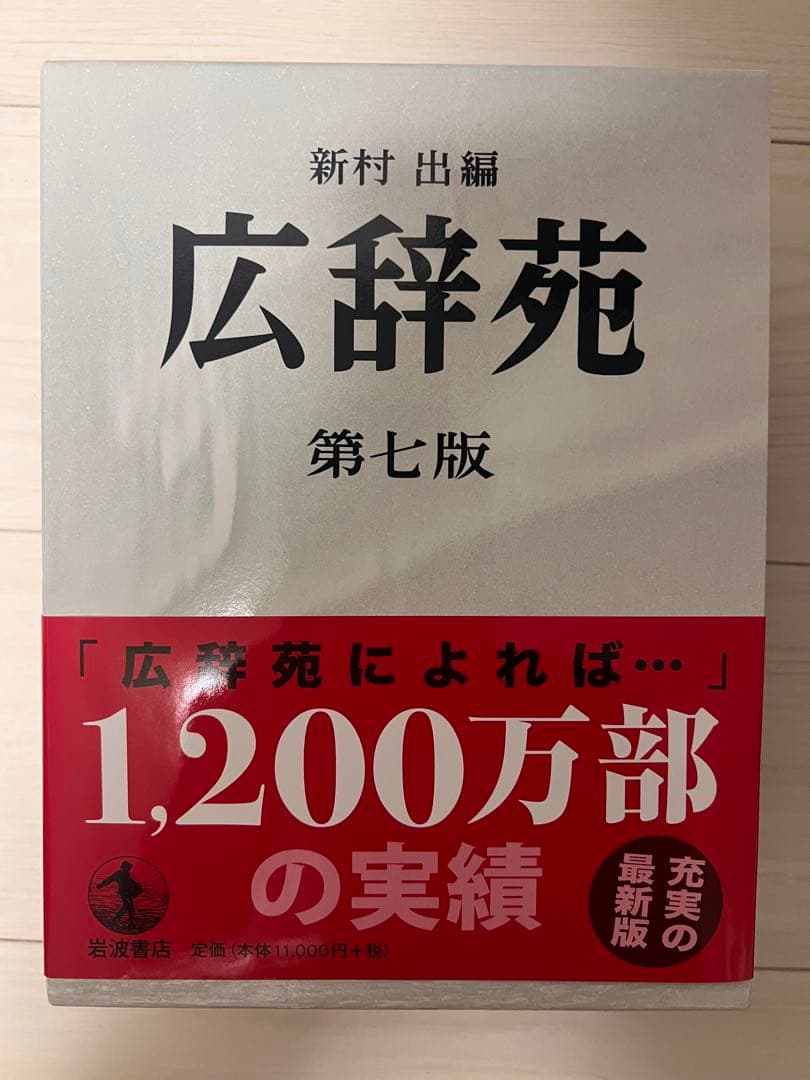 新村 出編
広辞苑
第七版
「広辞苑によれば…」
1,200万部
の実績
充実の
最新版
岩波書店
定価(本体11,000円+税)